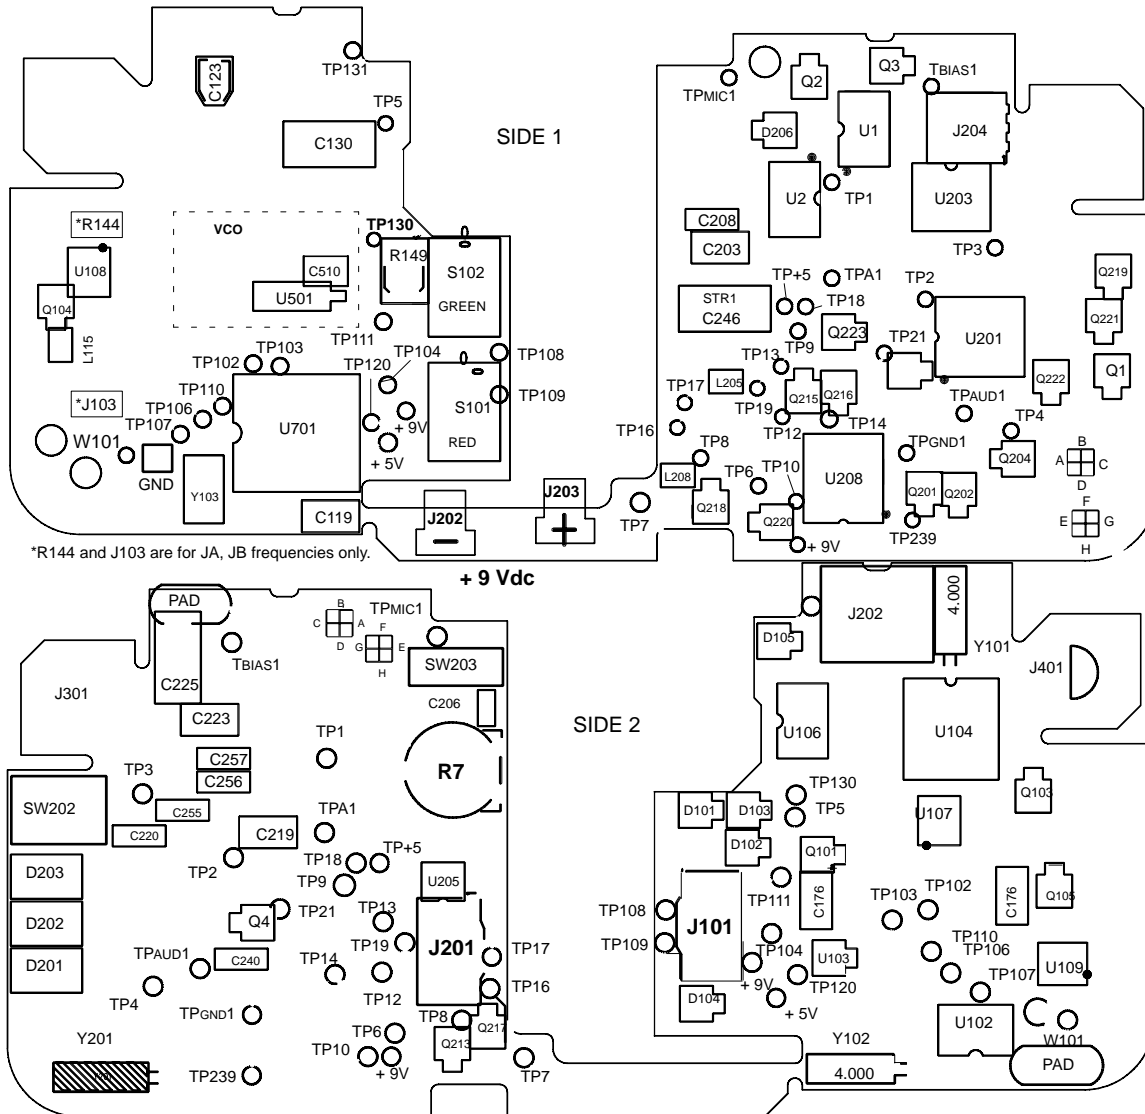 TP131
C123
TP5
C130
SIDE 1
*R144
VCO
TP130
R149
U108
C510
U501
S102
GREEN
Q104
L115
TP111
TP102
TP103
TP120
TP104
TP108
TP109
*J103
TP110
TP106
TP107
W101
GND
U701
+ 9V
+ 5V
S101
RED
Y103
C119
J202
J203
*R144 and J103 are for JA, JB frequencies only.
+ 9 Vdc
TPMIC1
Q2
Q3
TBIAS1
D206
U1
J204
U2
TP1
U203
C208
C203
TP3
TPA1
TP+5
TP18
TP2
Q219
STR1
C246
TP9
Q223
U201
Q221
TP21
TP13
L205
Q215
Q216
Q222
Q1
TP17
TP19
TP16
TP12
TP14
TPAUD1
TP4
TP8
TPGND1
Q204
B
A
C
D
L208
TP6
TP10
U208
Q201
Q202
Q218
TP7
Q220
+ 9V
TP239
F
E
G
H
PAD
TBIAS1
B
C
A
D
F
G
E
H
TPMIC1
SW203
J301
C225
C223
C206
SIDE 2
TP1
R7
C257
C256
TP3
SW202
C255
C220
TPA1
C219
TP2
TP18
TP+5
TP9
U205
D203
TP21
Q4
TP13
D202
J201
TP19
TP17
TPAUD1
C240
TP14
D201
TP4
TP12
TP16
TPGND1
TP8
Q217
TP6
Q213
Y201
TP10
+ 9V
TP7
TP239
J202
4.000
Y101
D105
J401
U106
U104
TP130
TP5
D101
D103
D102
Q101
U107
Q103
TP111
C176
TP103
TP102
C176
Q105
TP108
J101
TP109
TP104
TP110
TP106
U103
+ 9V
TP120
TP107
U109
D104
+ 5V
U102
W101
Y102
4.000
PAD